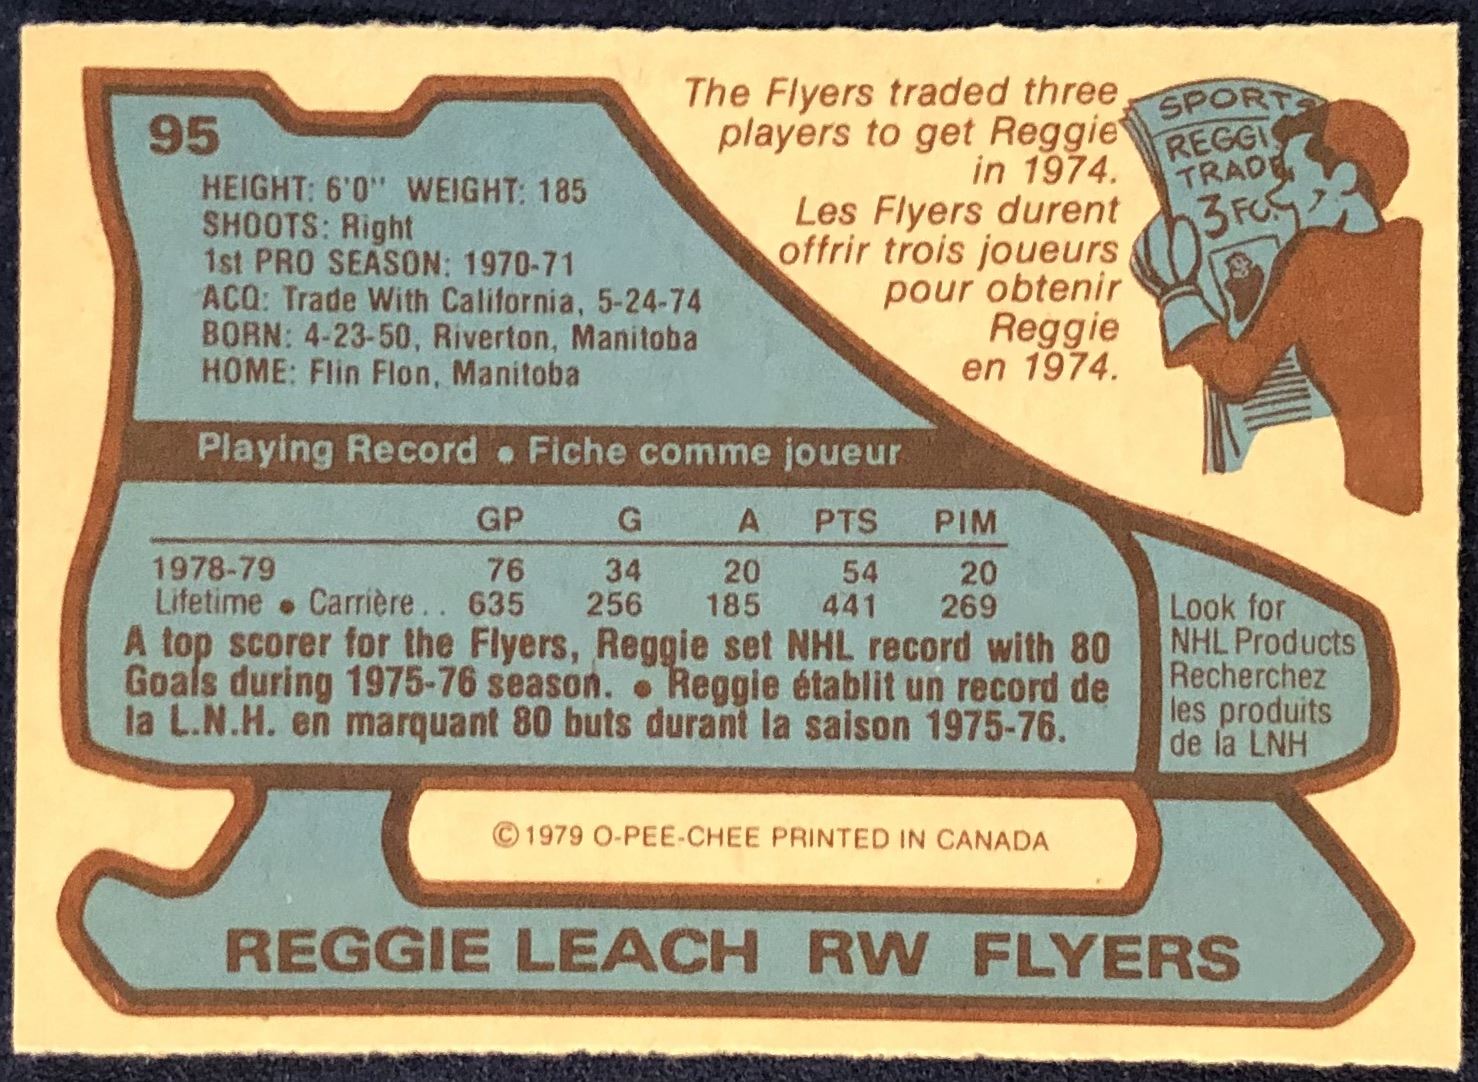 95
HEIGHT: 6'0" WEIGHT: 185
SHOOTS: Right
1st PRO SEASON: 1970-71
ACQ: Trade With California, 5-24-74
BORN: 4-23-50, Riverton, Manitoba
HOME: Flin Flon, Manitoba
The Flyers traded three
players to get Reggie
in 1974.
Les Flyers durent
offrir trois joueurs
pour obtenir
Reggie
en 1974.
SPORTS
REGGI
TRADE
3 FO
Playing Record • Fiche comme joueur
GP G A PTS PIM
1978-79 76 34 20 54 20
Lifetime • Carrière.. 635 256 185 441 269
A top scorer for the Flyers, Reggie set NHL record with 80
Goals during 1975-76 season. • Reggie établit un record de
la L.N.H. en marquant 80 buts durant la saison 1975-76.
Look for
NHL Products
Recherchez
les produits
de la LNH
© 1979 O-PEE-CHEE PRINTED IN CANADA
REGGIE LEACH RW FLYERS